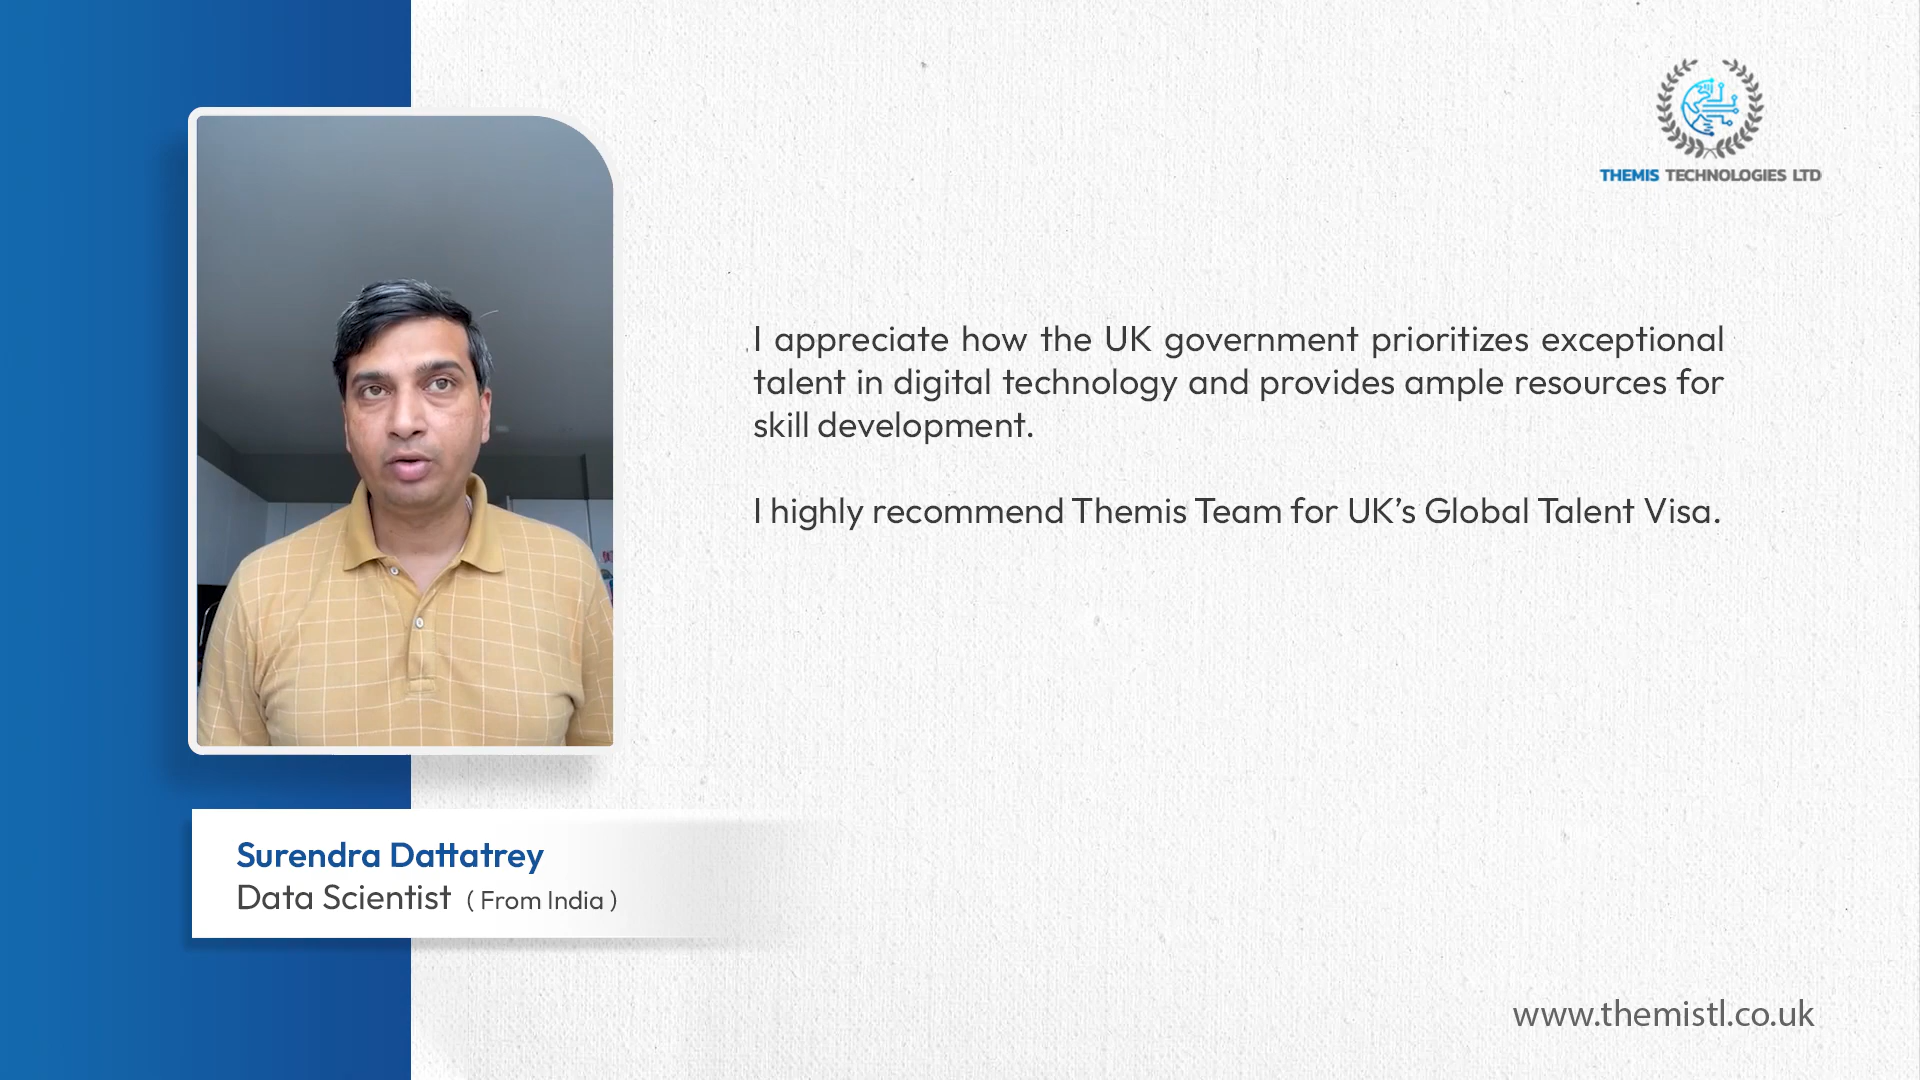 THEMIS TECHNOLOGIES LTD
I appreciate how the UK government prioritizes exceptional
talent in digital technology and provides ample resources for
skill development.
I highly recommend Themis Team for UK’s Global Talent Visa.
Surendra Dattatrey
Data Scientist ( From India )
www.themistl.co.uk